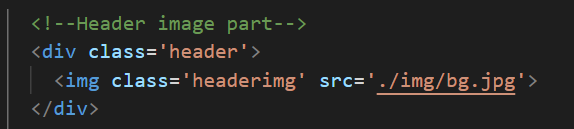 <!--Header image part-->
<div class='header'>
<img class='headerimg' src='./img/bg.jpg'>
</div>